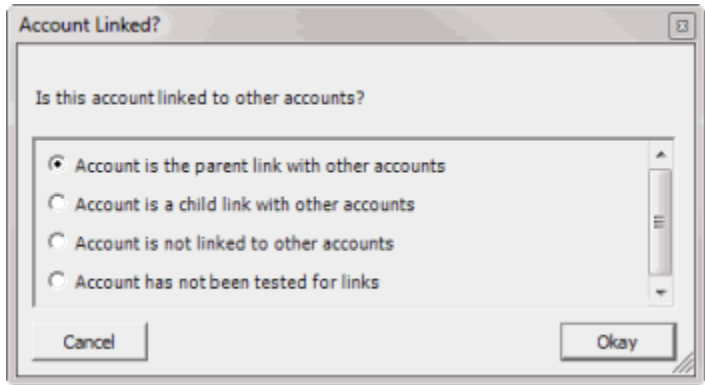 Account Linked?
Is this account linked to other accounts?
Account is the parent link with other accounts
Account is a child link with other accounts
Account is not linked to other accounts
Account has not been tested for links
Cancel
Okay